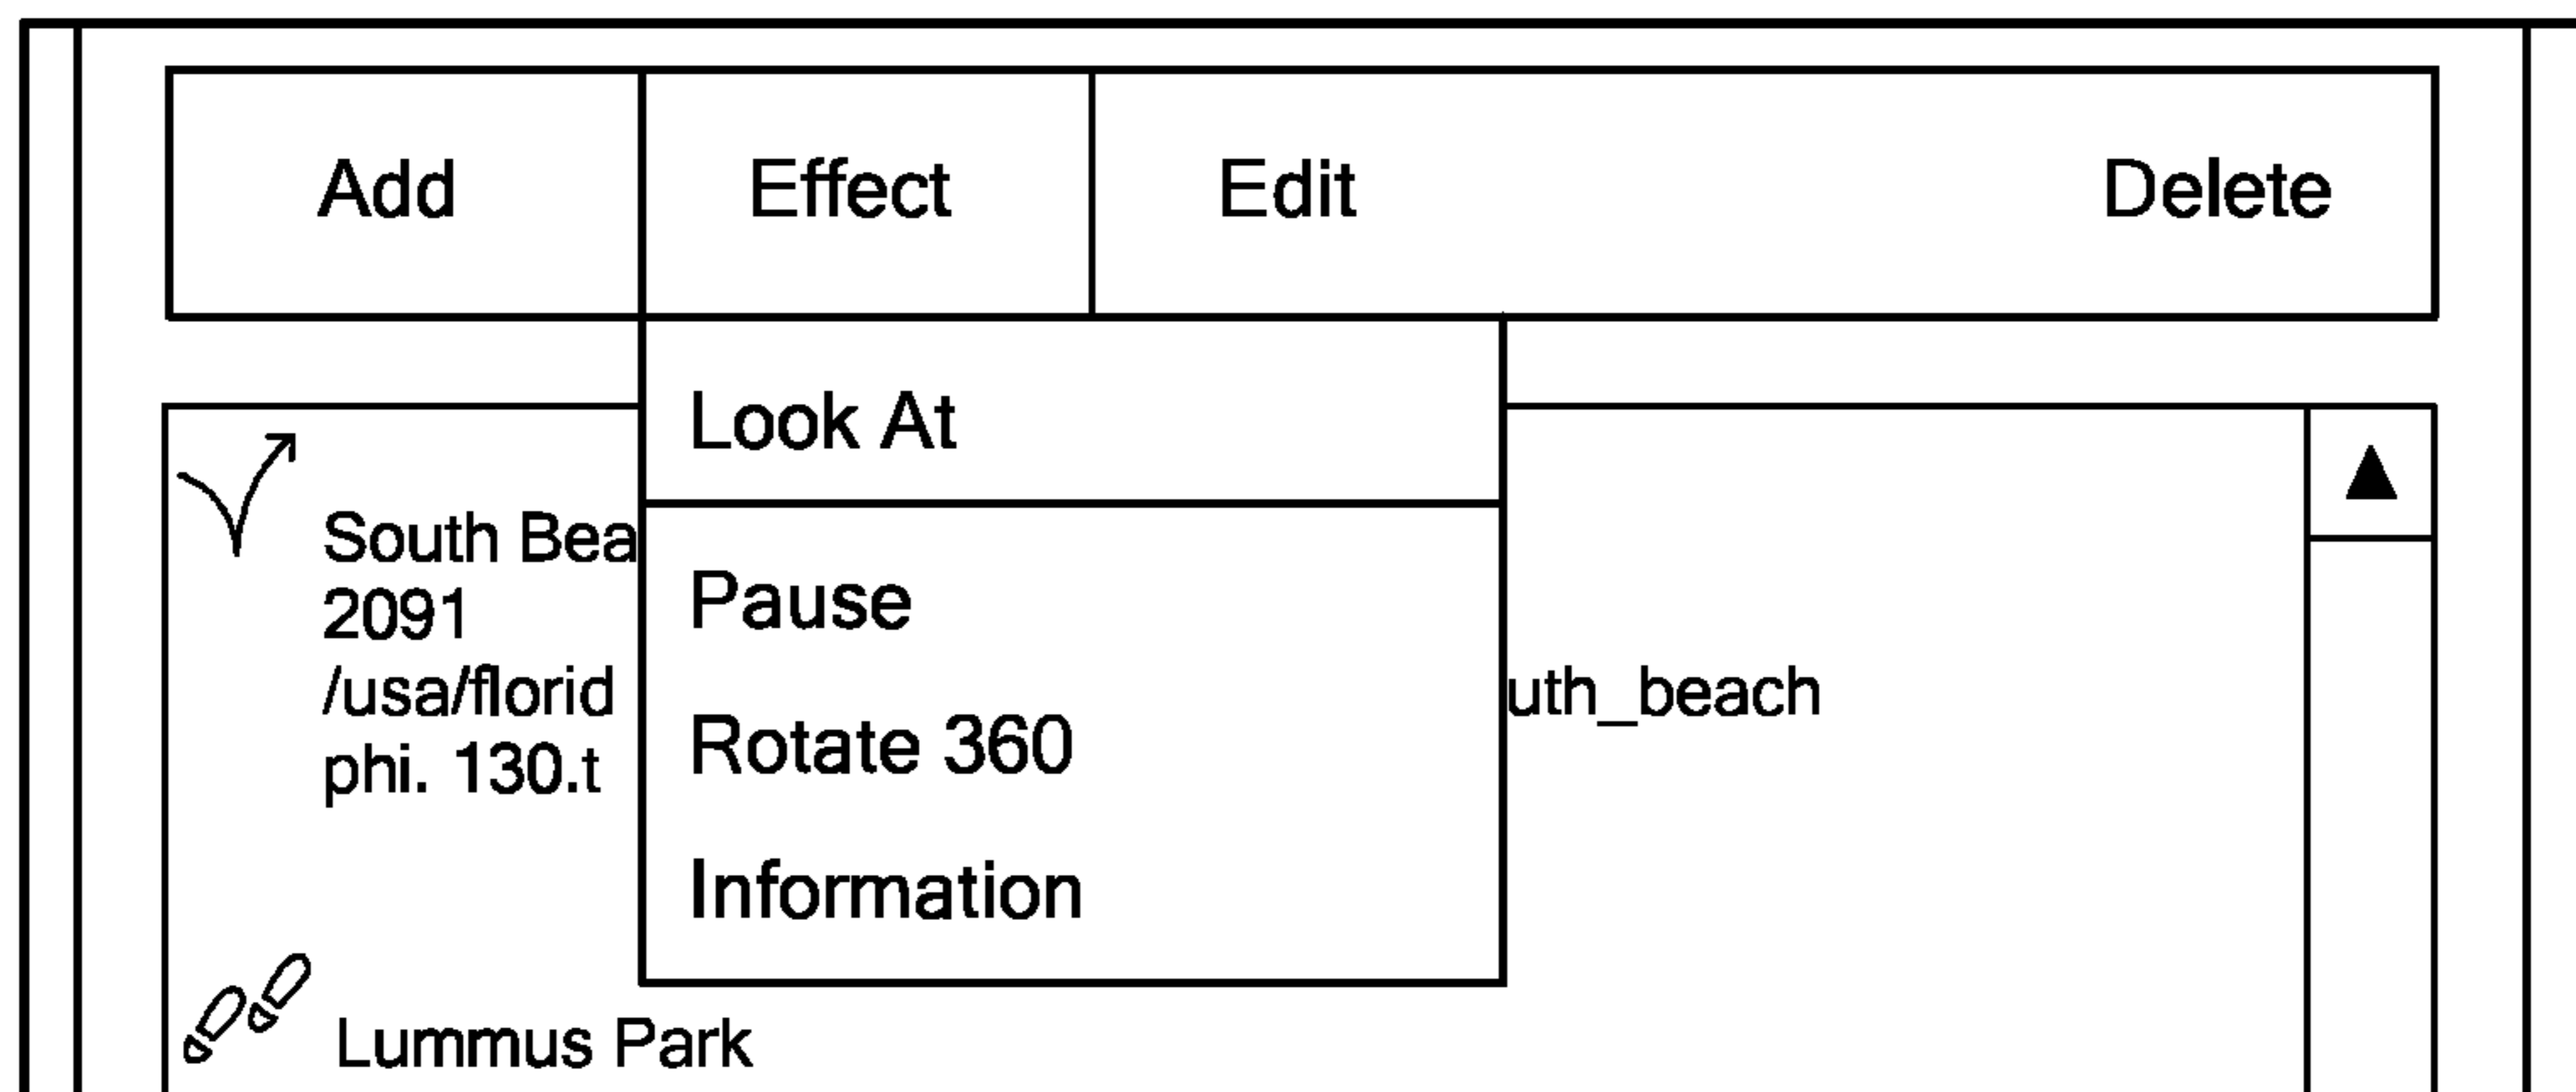 Add Effect Edit Delete
Look At
South Bea
2091
Pause
/usa/florid uth_beach
phi. 130.t
Rotate 360
Information
Lummus Park